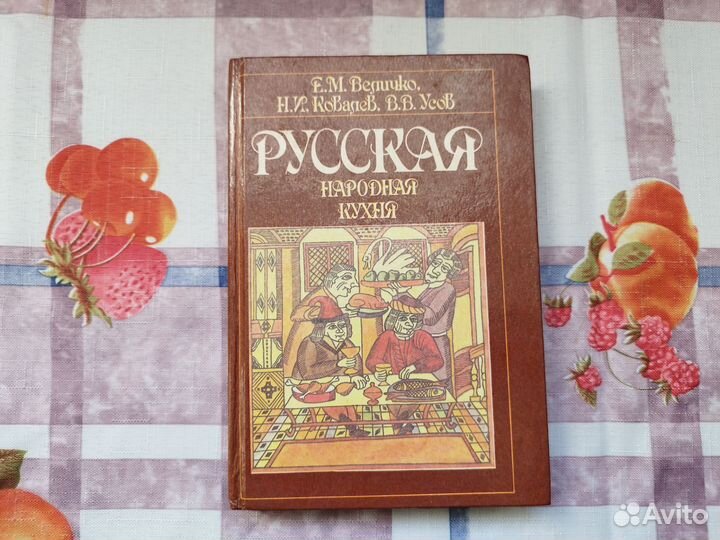 Е.М. Величко,
Н.И. Ковалев, В.В. Усов
РУССКАЯ
НАРОДНАЯ
КУХНЯ
Avito